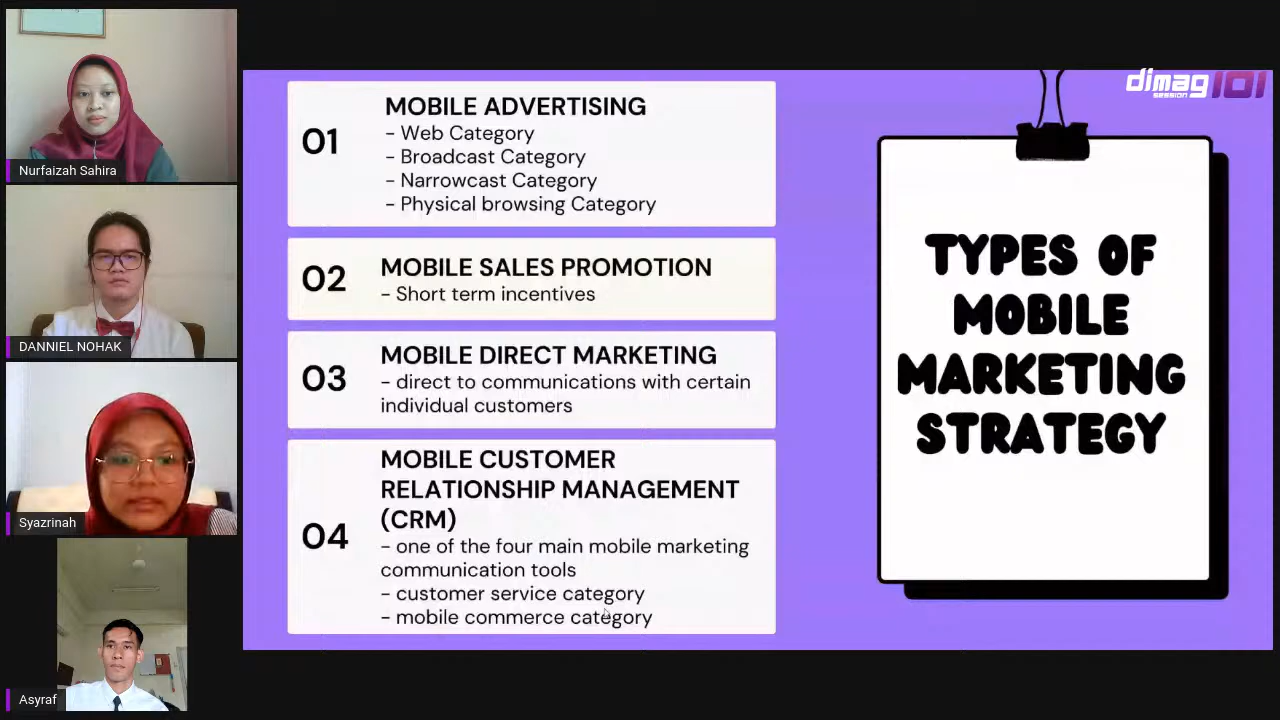 Nurfaizah Sahira
DANNIEL NOHAK
Syazrinah
Asyraf
01
MOBILE ADVERTISING
- Web Category
- Broadcast Category
- Narrowcast Category
- Physical browsing Category
02
MOBILE SALES PROMOTION
- Short term incentives
03
MOBILE DIRECT MARKETING
- direct to communications with certain
individual customers
04
MOBILE CUSTOMER
RELATIONSHIP MANAGEMENT
(CRM)
- one of the four main mobile marketing
communication tools
- customer service category
- mobile commerce category
dimag 101
SESSION
TYPES OF
MOBILE
MARKETING
STRATEGY